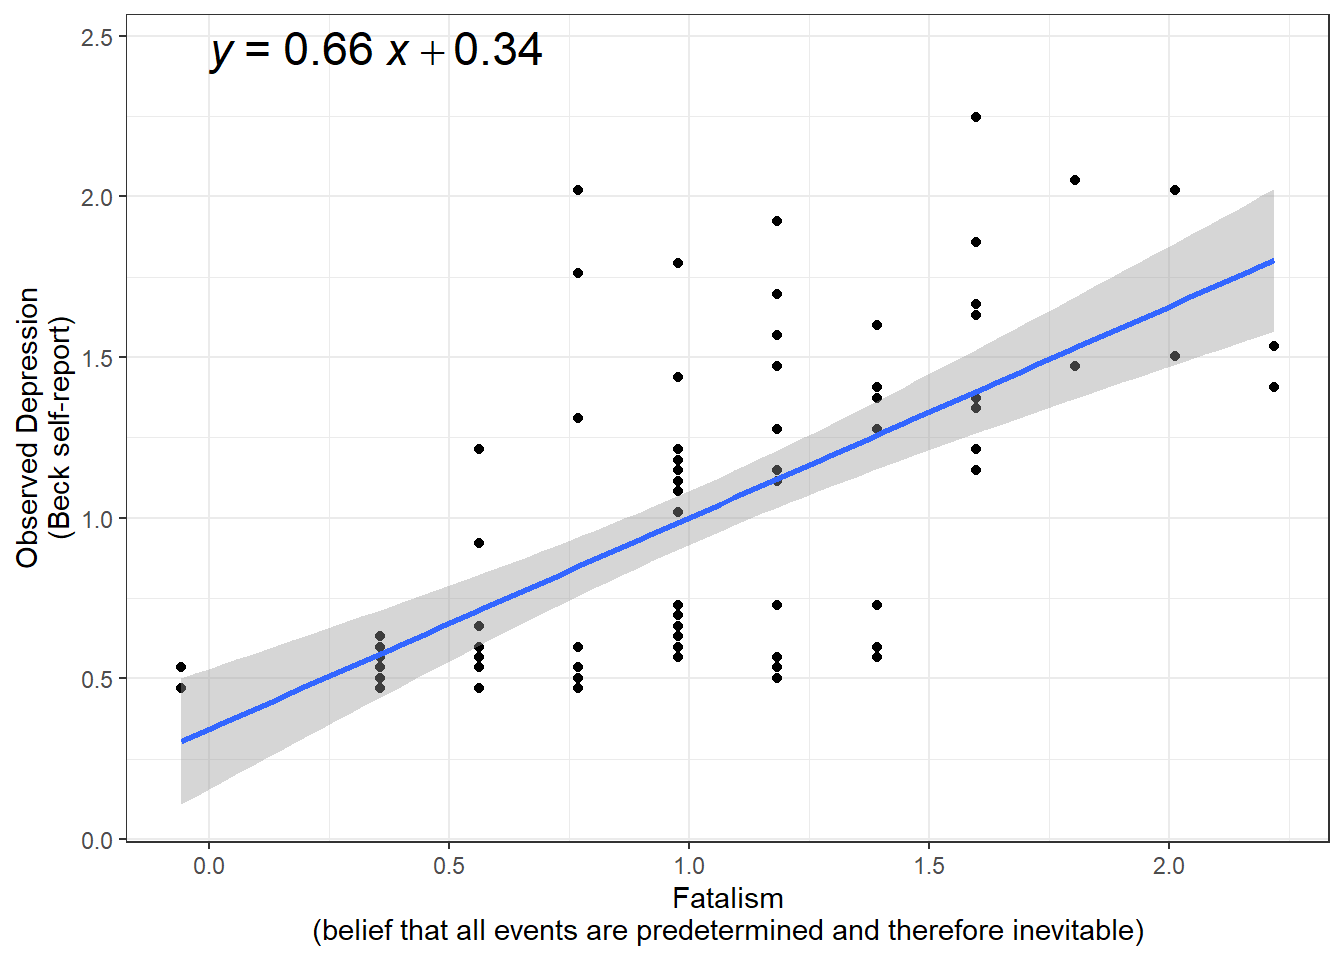 y = 0.66 x + 0.34
2.5
2.0
1.5
1.0
0.5
0.0
Observed Depression
(Beck self-report)
0.0 0.5 1.0 1.5 2.0
Fatalism
(belief that all events are predetermined and therefore inevitable)